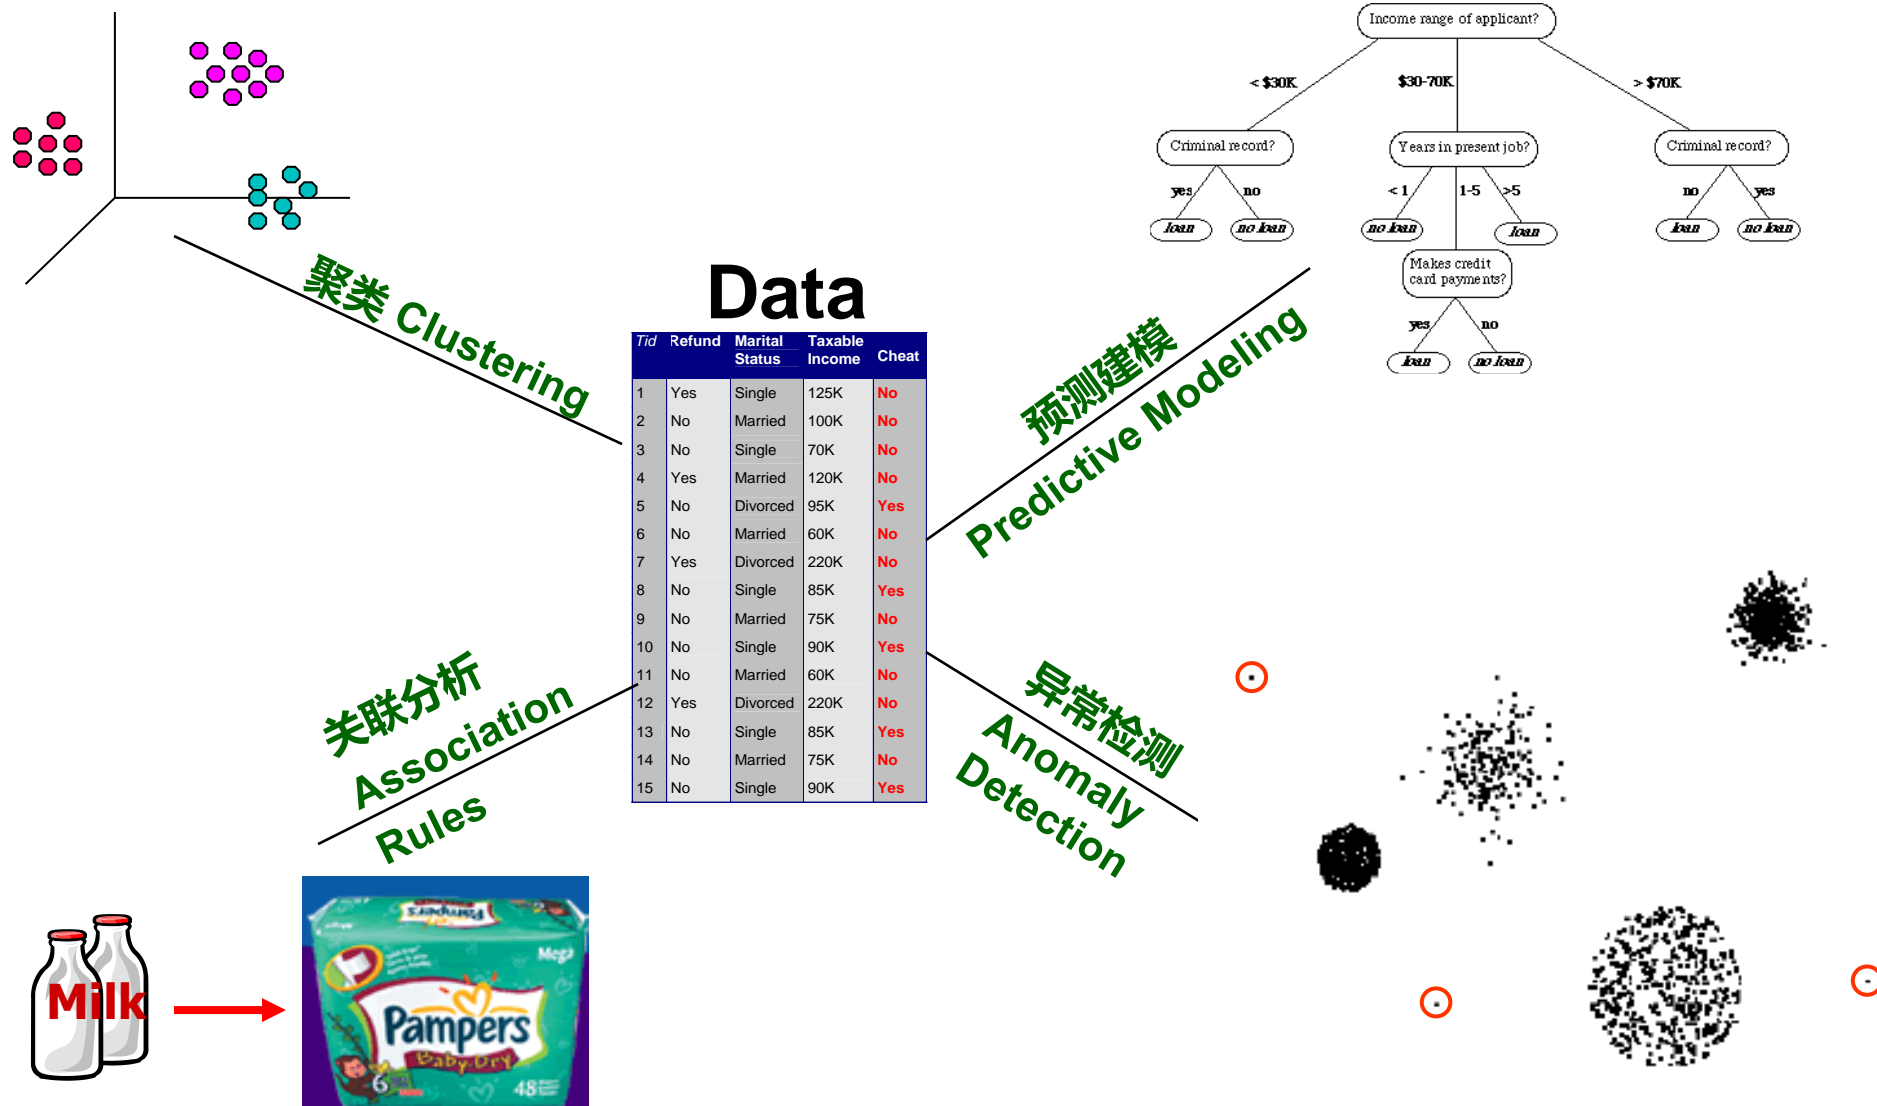 Income range of applicant?
< $30K
$30-70K
> $70K
Criminal record?
Years in present job?
Criminal record?
yes
no
< 1
1-5
>5
no
yes
loan
no loan
no loan
loan
loan
no loan
Makes credit
card payments?
yes
no
loan
no loan
聚类 Clustering
Data
预测建模
Predictive Modeling
Tid Refund Marital Status Taxable Income Cheat
1 Yes Single 125K No
2 No Married 100K No
3 No Single 70K No
4 Yes Married 120K No
5 No Divorced 95K Yes
6 No Married 60K No
7 Yes Divorced 220K No
8 No Single 85K Yes
9 No Married 75K No
10 No Single 90K Yes
11 No Married 60K No
12 Yes Divorced 220K No
13 No Single 85K Yes
14 No Married 75K No
15 No Single 90K Yes
关联分析
Association
Rules
异常检测
Anomaly
Detection
Milk
Pampers
Mega
Pampers
Baby-Dry
6
48